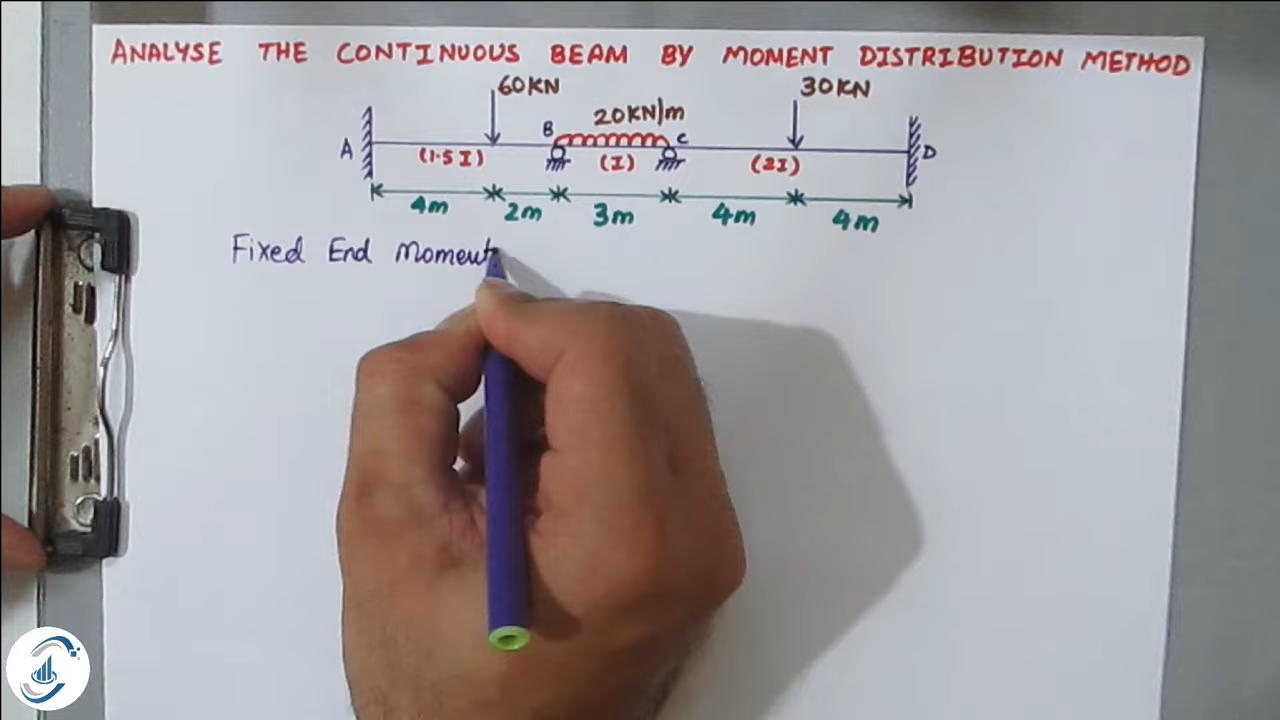 ANALYSE THE CONTINUOUS BEAM BY MOMENT DISTRIBUTION METHOD
60KN 30KN
20KN/m
A B C D
(1.5I) (I) (2I)
4m 2m 3m 4m 4m
Fixed End Moment